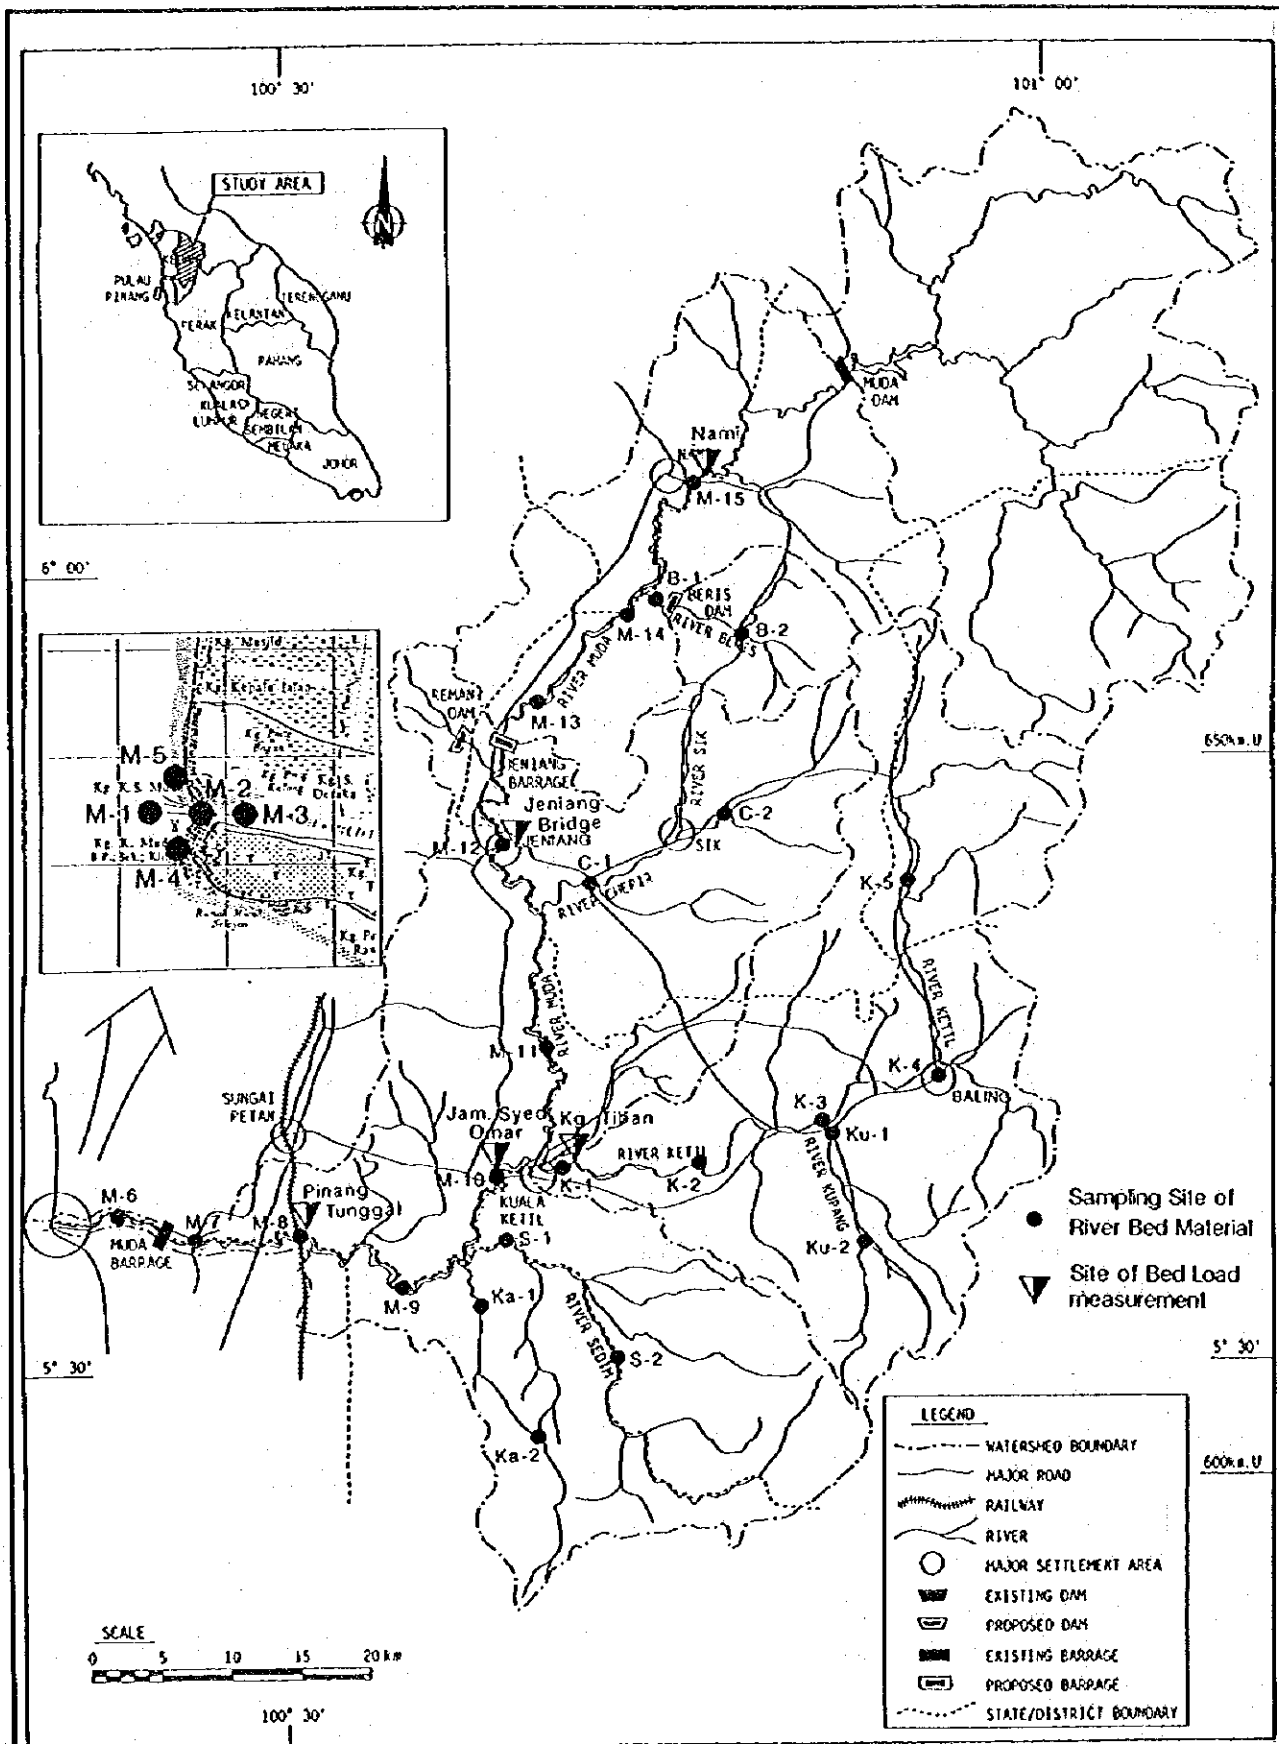 100° 30'
101° 00'
STUDY AREA
N
PULAU
PINANG
PERAK
KELANTAN
TERENGGANU
PAHANG
SELANGOR
KUALA
LUMPUR
NEGERI
SEMBILAN
MELAKA
JOHOR
MUDA
DAM
Nami
M-15
6° 00'
B-1
BERIS
DAM
M-14
B-2
RIVER MUDA
M-13
Kg. Masjid
M-5
M-2
M-1
M-3
M-4
DAM
JENIANG
BARRAGE
RIVER SIK
650km.U
Jeniang
Bridge
JENIANG
M-12
C-2
SIK
C-1
RIVER CHEPIR
K-5
RIVER MUDA
RIVER KETIL
M-11
K-4
BALING
SUNGAI
PETANI
Jam. Syed
Omar
Kg. Tiban
K-3
Ku-1
M-10
K-1
RIVER KETIL
K-2
RIVER KUPANG
KUALA
KETIL
M-6
Pinang
Tunggal
M-7
M-8
MUDA
BARRAGE
S-1
Ku-2
Sampling Site of
River Bed Material
Site of Bed Load
measurement
M-9
Ka-1
RIVER SEDIM
S-2
5° 30'
5° 30'
Ka-2
600km.U
LEGEND
WATERSHED BOUNDARY
MAJOR ROAD
RAILWAY
RIVER
MAJOR SETTLEMENT AREA
EXISTING DAM
PROPOSED DAM
EXISTING BARRAGE
PROPOSED BARRAGE
STATE/DISTRICT BOUNDARY
SCALE
0 5 10 15 20 km
100° 30'